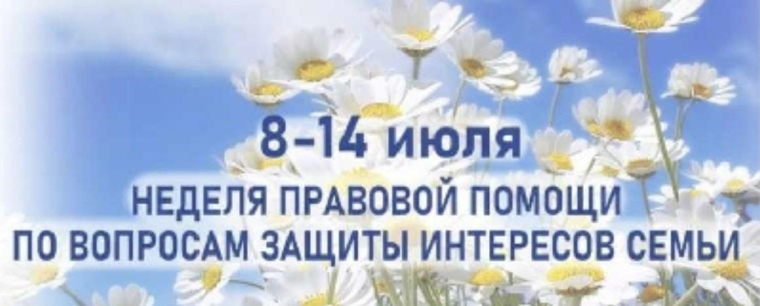 8-14 июля
НЕДЕЛЯ ПРАВОВОЙ ПОМОЩИ
ПО ВОПРОСАМ ЗАЩИТЫ ИНТЕРЕСОВ СЕМЬИ